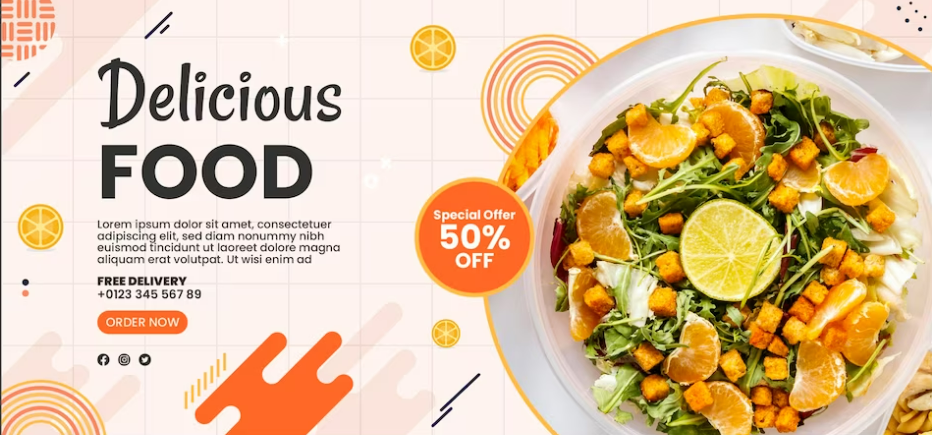 Delicious
FOOD
Lorem ipsum dolor sit amet, consectetuer
adipiscing elit, sed diam nonummy nibh
euismod tincidunt ut laoreet dolore magna
aliquam erat volutpat. Ut wisi enim ad
FREE DELIVERY
+0123 345 567 89
ORDER NOW
Special Offer
50%
OFF